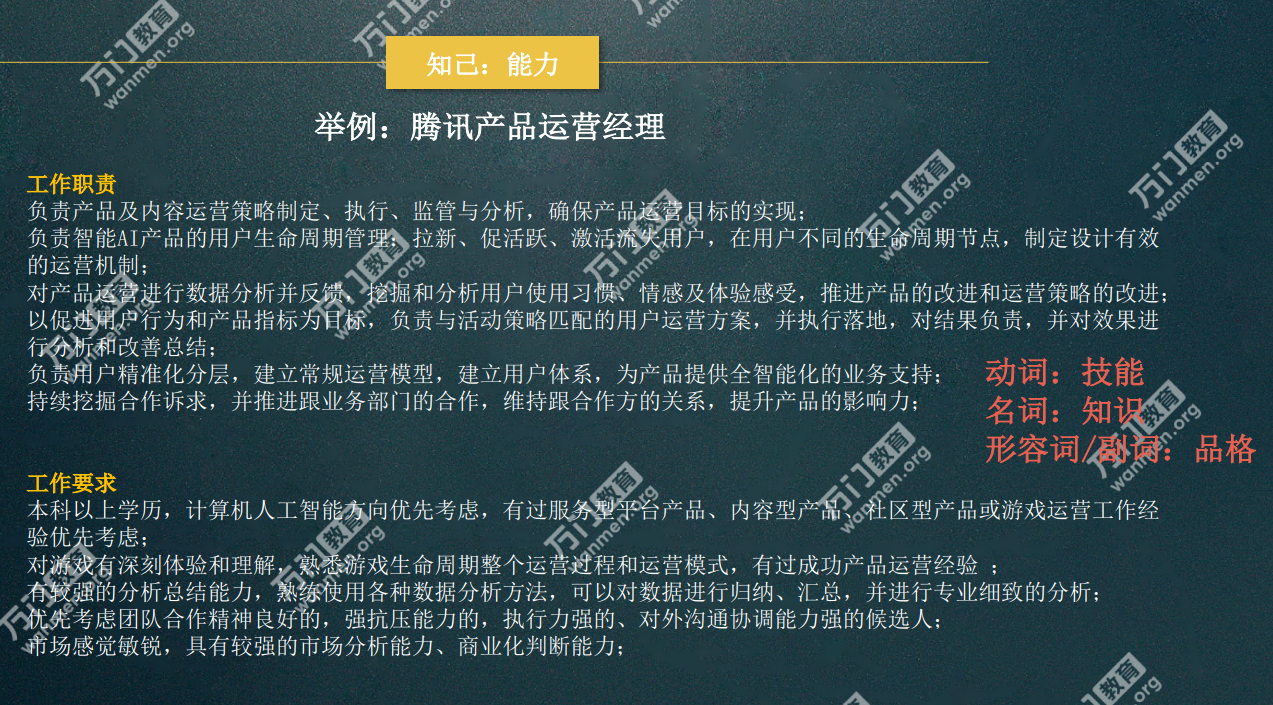 知己：能力
举例：腾讯产品运营经理
工作职责
负责产品及内容运营策略制定、执行、监管与分析，确保产品运营目标的实现；
负责智能AI产品的用户生命周期管理：拉新、促活跃、激活流失用户，在用户不同的生命周期节点，制定设计有效
的运营机制；
对产品运营进行数据分析并反馈，挖掘和分析用户使用习惯、情感及体验感受，推进产品的改进和运营策略的改进；
以促进用户行为和产品指标为目标，负责与活动策略匹配的用户运营方案，并执行落地，对结果负责，并对效果进
行分析和改善总结；
负责用户精准化分层，建立常规运营模型，建立用户体系，为产品提供全智能化的业务支持；
持续挖掘合作诉求，并推进跟业务部门的合作，维持跟合作方的关系，提升产品的影响力；
动词：技能
名词：知识
形容词/副词：品格
工作要求
本科以上学历，计算机人工智能方向优先考虑，有过服务型平台产品、内容型产品、社区型产品或游戏运营工作经
验优先考虑；
对游戏有深刻体验和理解，熟悉游戏生命周期整个运营过程和运营模式，有过成功产品运营经验 ；
有较强的分析总结能力，熟练使用各种数据分析方法，可以对数据进行归纳、汇总，并进行专业细致的分析；
优先考虑团队合作精神良好的，强抗压能力的，执行力强的、对外沟通协调能力强的候选人；
市场感觉敏锐，具有较强的市场分析能力、商业化判断能力；
万门教育
wanmen.org